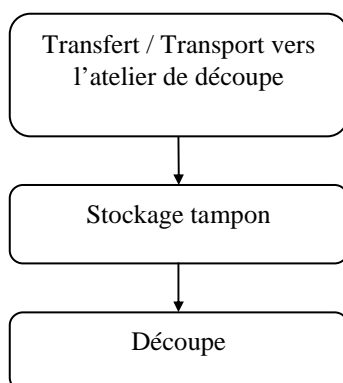 Transfert / Transport vers
l’atelier de découpe
Stockage tampon
Découpe